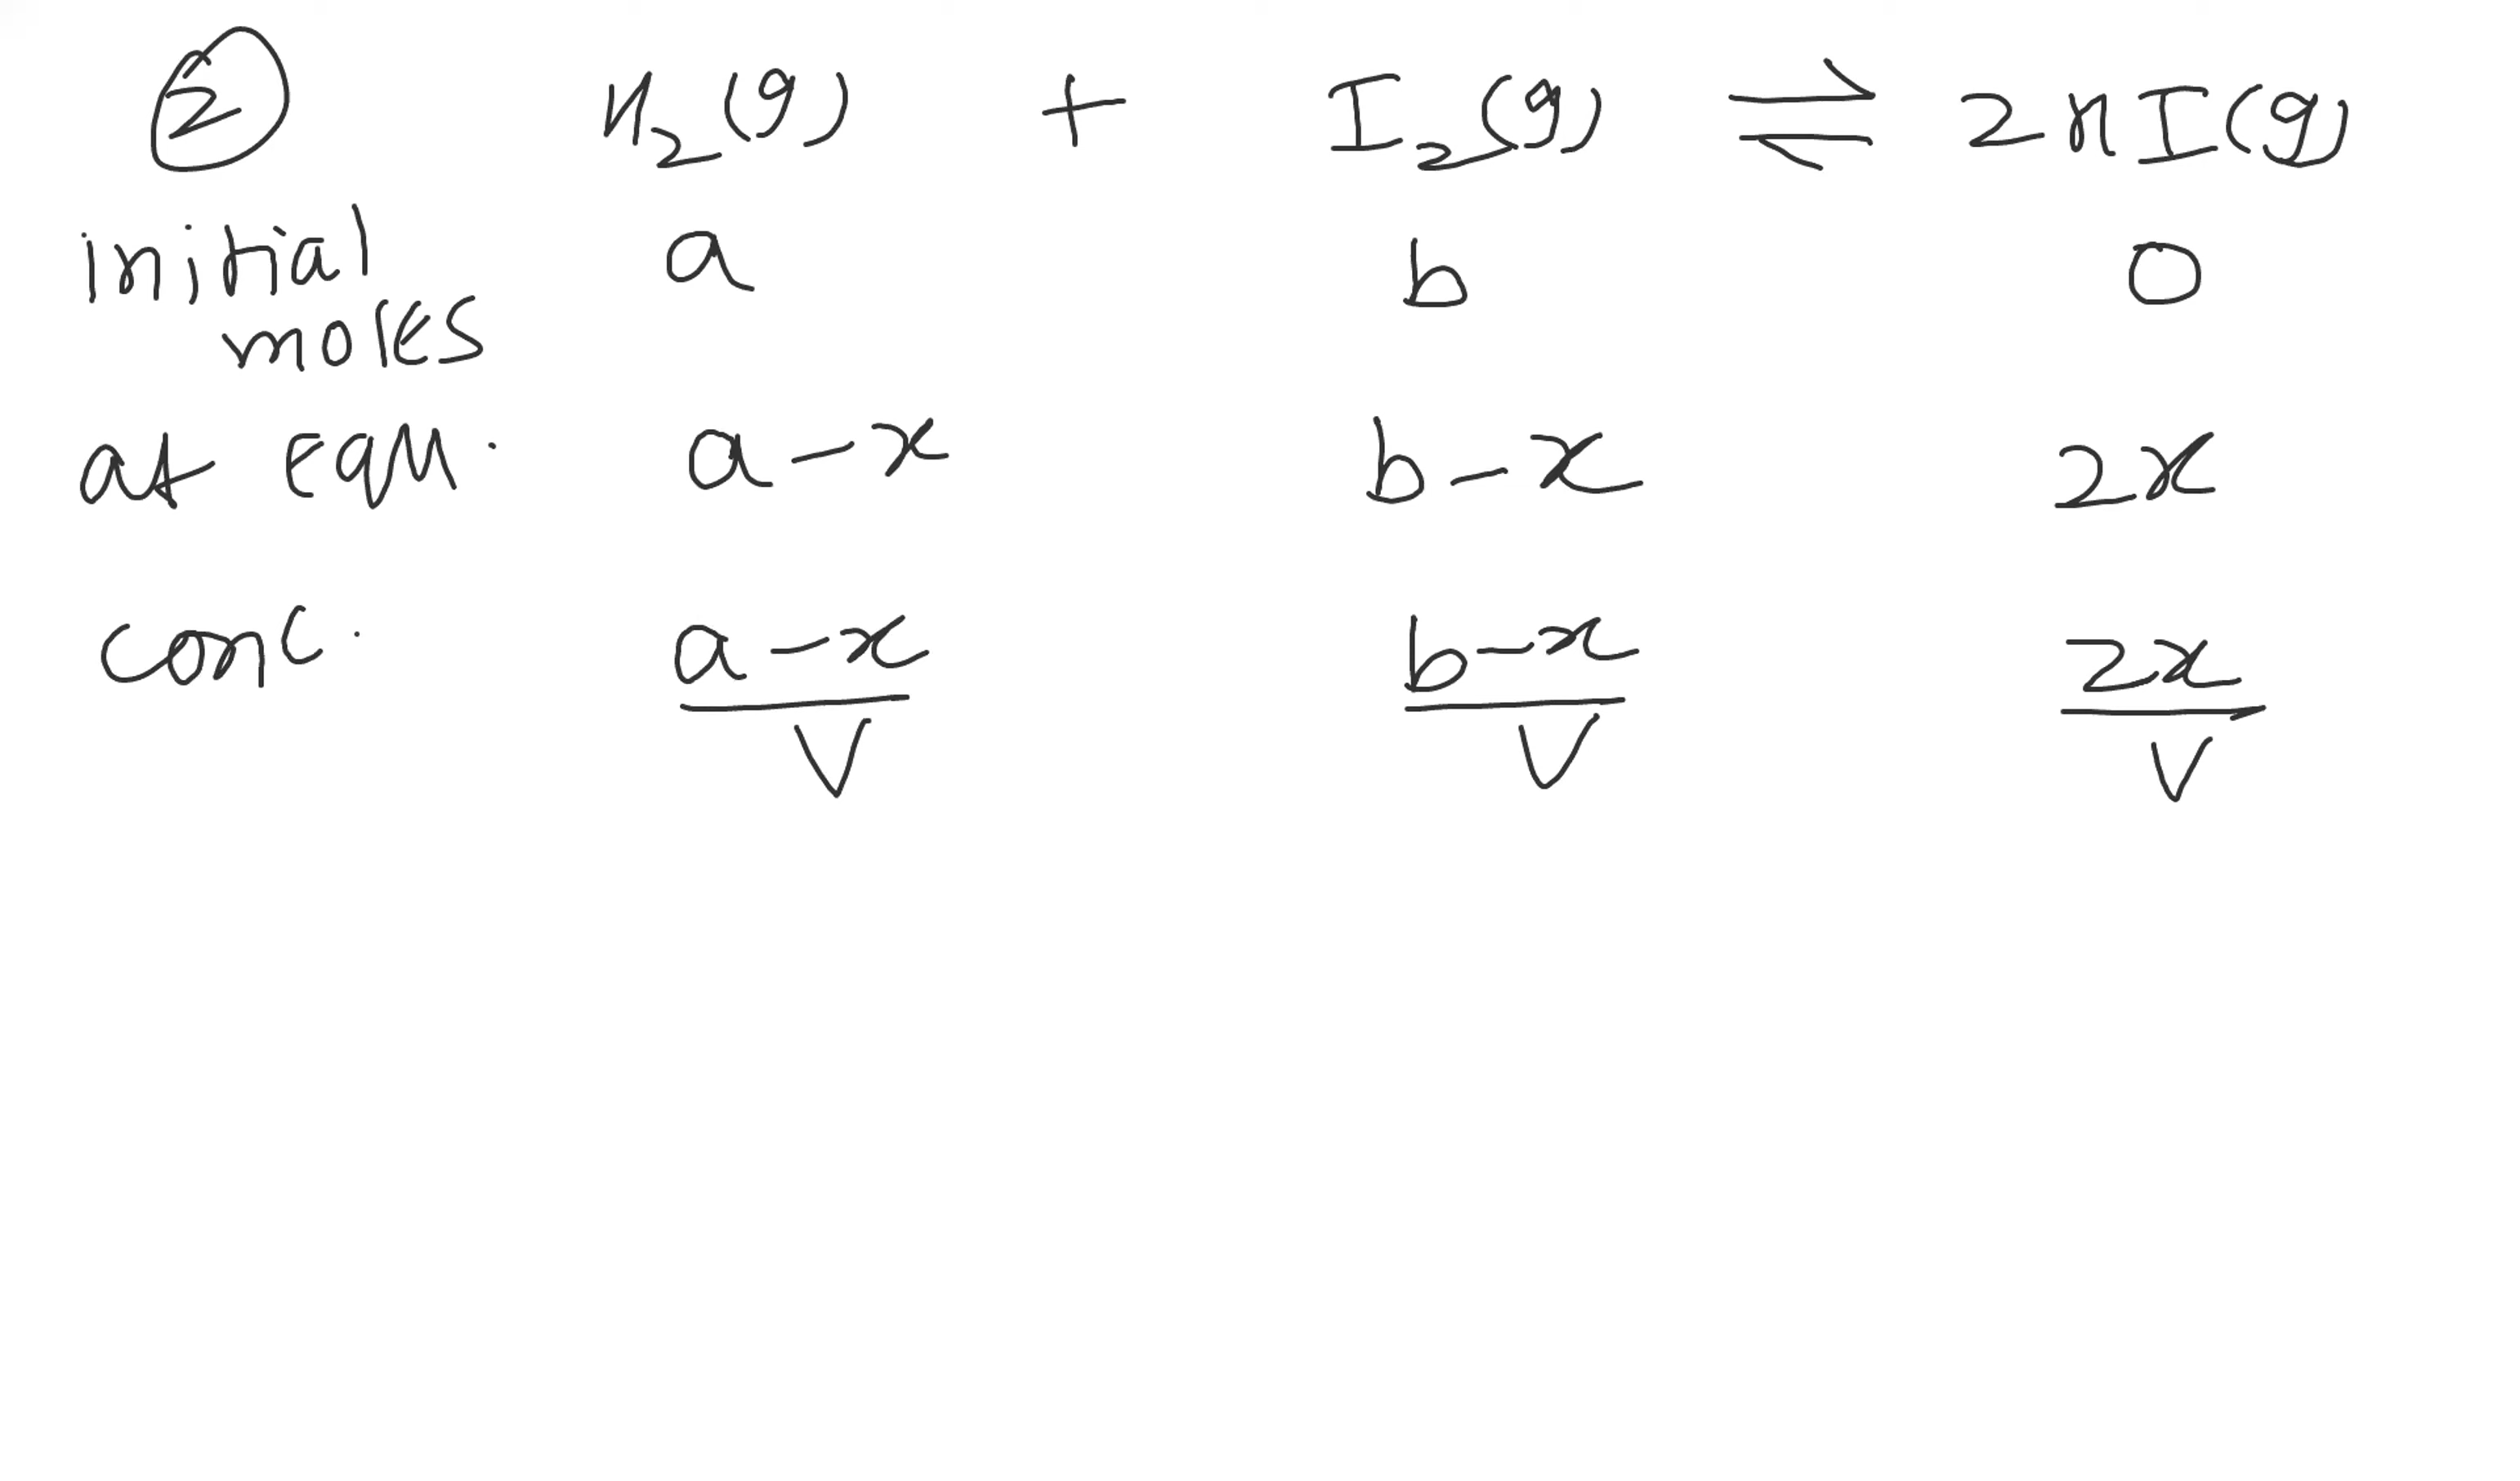 ② H₂(g) + I₂(g) ⇌ 2HI(g)
initial a b 0
moles
at Eqm. a-x b-x 2x
conc. a-x/V b-x/V 2x/V